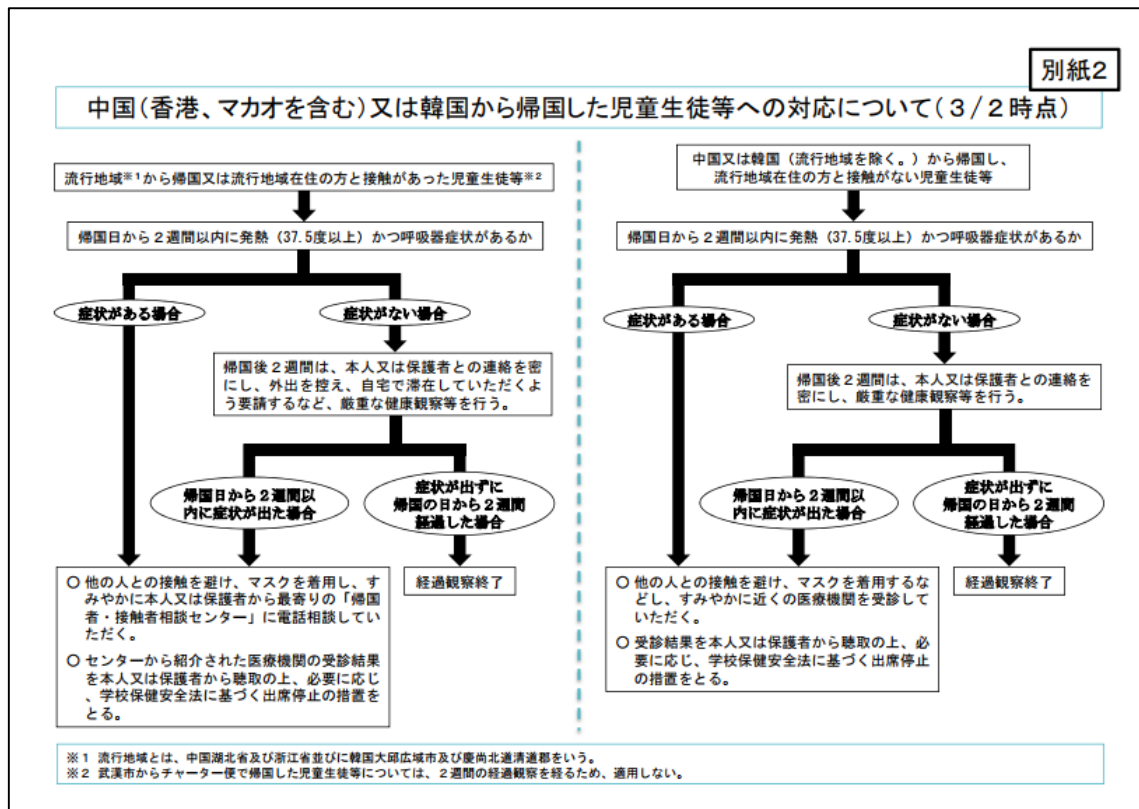 別紙2
中国(香港、マカオを含む)又は韓国から帰国した児童生徒等への対応について(3/2時点)
流行地域※1から帰国又は流行地域在住の方と接触があった児童生徒等※2
帰国日から2週間以内に発熱(37.5度以上)かつ呼吸器症状があるか
症状がある場合
症状がない場合
帰国後2週間は、本人又は保護者との連絡を
密にし、外出を控え、自宅で滞在していただくよ
う要請するなど、厳重な健康観察等を行う。
帰国日から2週間以
内に症状が出た場合
症状が出ずに
帰国の日から2週間
経過した場合
○ 他の人との接触を避け、マスクを着用し、す
みやかに本人又は保護者から最寄りの「帰国
者・接触者相談センター」に電話相談してい
ただく。
○ センターから紹介された医療機関の受診結果
を本人又は保護者から聴取の上、必要に応じ
、学校保健安全法に基づく出席停止の措置を
とる。
経過観察終了
中国又は韓国(流行地域を除く。)から帰国し、
流行地域在住の方と接触がない児童生徒等
帰国日から2週間以内に発熱(37.5度以上)かつ呼吸器症状があるか
症状がある場合
症状がない場合
帰国後2週間は、本人又は保護者との連絡を
密にし、厳重な健康観察等を行う。
帰国日から2週間以
内に症状が出た場合
症状が出ずに
帰国の日から2週間
経過した場合
○ 他の人との接触を避け、マスクを着用するな
どし、すみやかに近くの医療機関を受診して
いただく。
○ 受診結果を本人又は保護者から聴取の上、必
要に応じ、学校保健安全法に基づく出席停止
の措置をとる。
経過観察終了
※1 流行地域とは、中国湖北省及び浙江省並びに韓国大邱広域市及び慶尚北道清道郡をいう。
※2 武漢市からチャーター便で帰国した児童生徒等については、2週間の経過観察を経るため、適用しない。